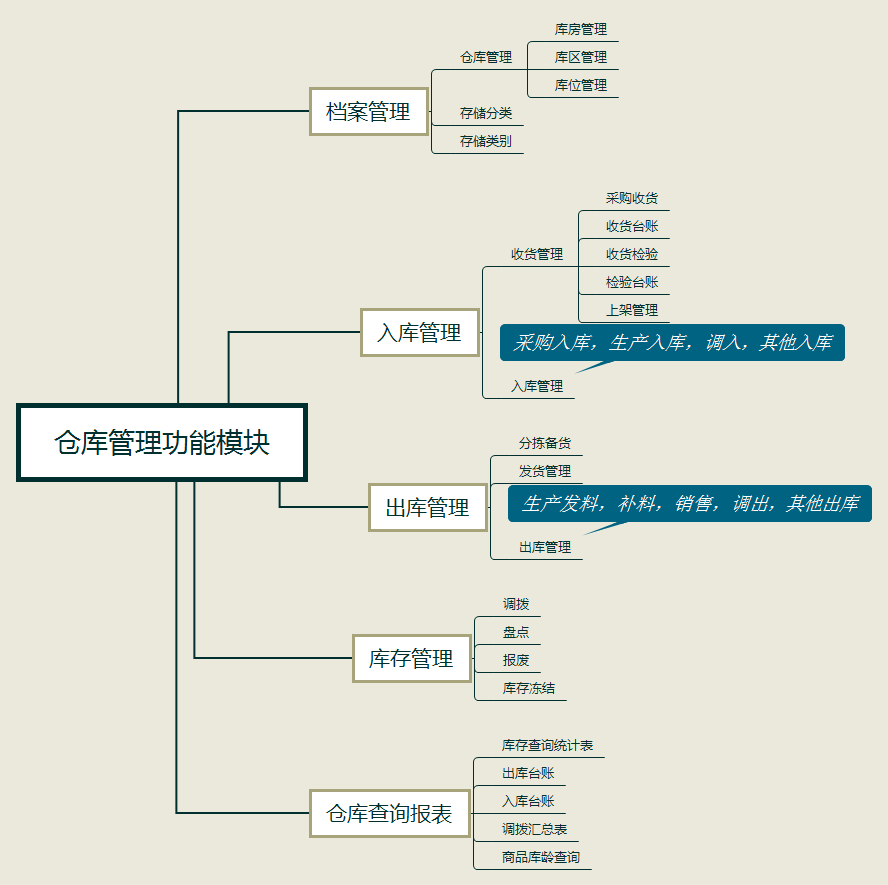 仓库管理功能模块
档案管理
仓库管理
库房管理
库区管理
库位管理
存储分类
存储类别
入库管理
收货管理
采购收货
收货台账
收货检验
检验台账
上架管理
采购入库，生产入库，调入，其他入库
入库管理
出库管理
分拣备货
发货管理
生产发料，补料，销售，调出，其他出库
出库管理
库存管理
调拨
盘点
报废
库存冻结
仓库查询报表
库存查询统计表
出库台账
入库台账
调拨汇总表
商品库龄查询